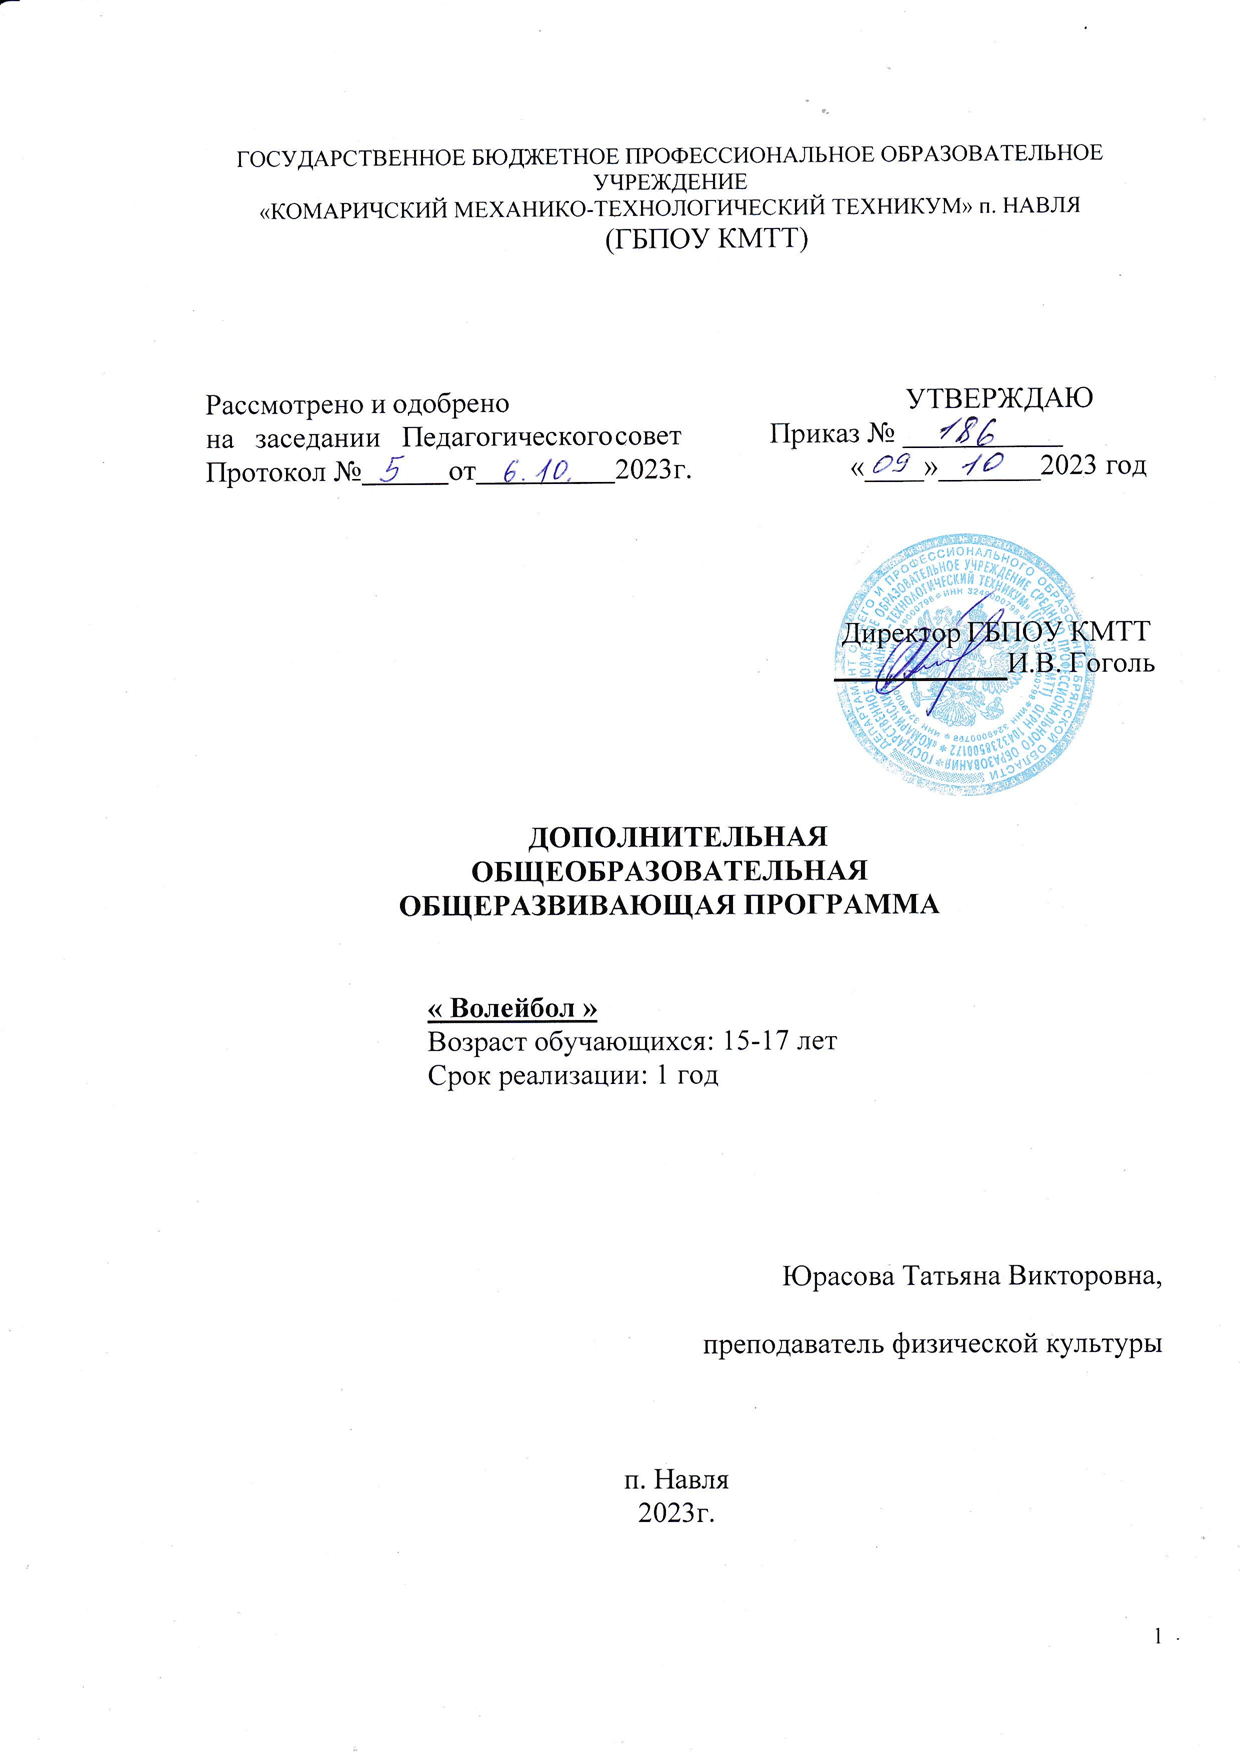 ГОСУДАРСТВЕННОЕ БЮДЖЕТНОЕ ПРОФЕССИОНАЛЬНОЕ ОБРАЗОВАТЕЛЬНОЕ
УЧРЕЖДЕНИЕ
«КОМАРИЧСКИЙ МЕХАНИКО-ТЕХНОЛОГИЧЕСКИЙ ТЕХНИКУМ» п. НАВЛЯ
(ГБПОУ КМТТ)
Рассмотрено и одобрено
на заседании Педагогического совет
Протокол № 5 от 6.10. 2023г.
УТВЕРЖДАЮ
Приказ № 186
«09» 10 2023 год
Директор ГБПОУ КМТТ
И.В. Гоголь
ДОПОЛНИТЕЛЬНАЯ
ОБЩЕОБРАЗОВАТЕЛЬНАЯ
ОБЩЕРАЗВИВАЮЩАЯ ПРОГРАММА
« Волейбол »
Возраст обучающихся: 15-17 лет
Срок реализации: 1 год
Юрасова Татьяна Викторовна,
преподаватель физической культуры
п. Навля
2023г.
1